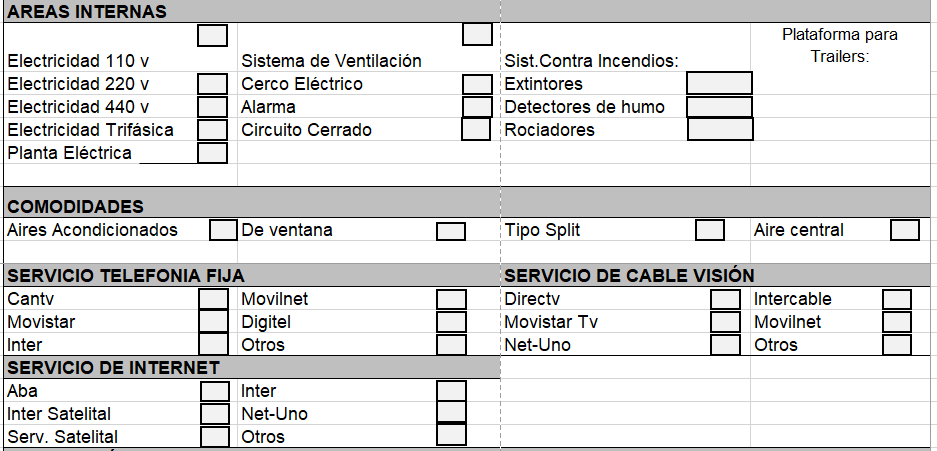 AREAS INTERNAS
Plataforma para
Trailers:
Electricidad 110 v Sistema de Ventilación Sist.Contra Incendios:
Electricidad 220 v Cerco Eléctrico Extintores
Electricidad 440 v Alarma Detectores de humo
Electricidad Trifásica Circuito Cerrado Rociadores
Planta Eléctrica
COMODIDADES
Aires Acondicionados De ventana Tipo Split Aire central
SERVICIO TELEFONIA FIJA SERVICIO DE CABLE VISIÓN
Cantv Movilnet Directv Intercable
Movistar Digitel Movistar Tv Movilnet
Inter Otros Net-Uno Otros
SERVICIO DE INTERNET
Aba Inter
Inter Satelital Net-Uno
Serv. Satelital Otros